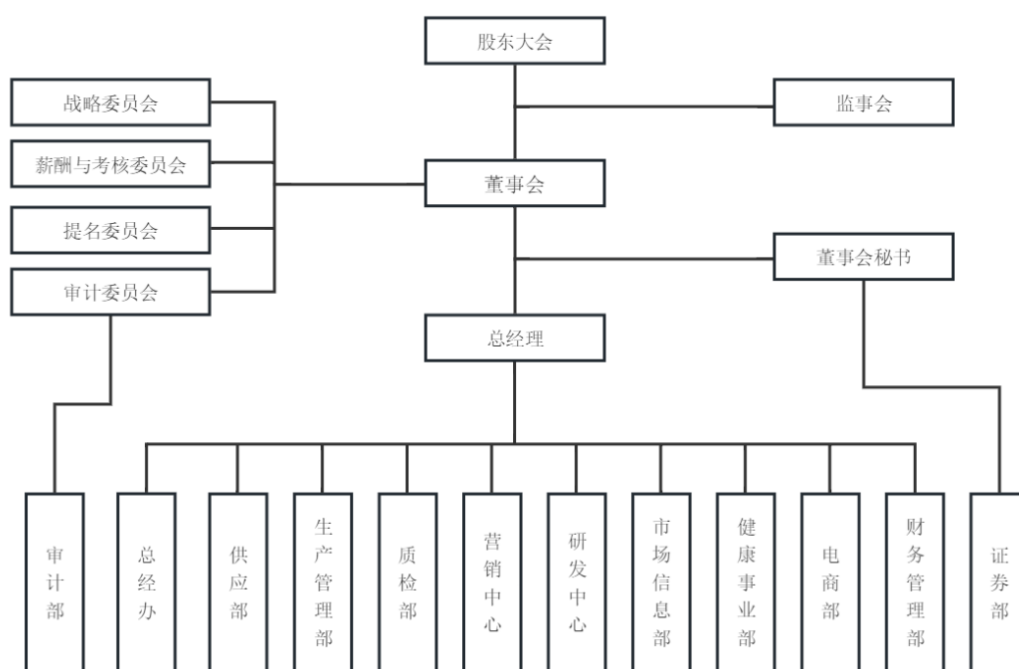 股东大会
战略委员会
监事会
薪酬与考核委员会
董事会
提名委员会
董事会秘书
审计委员会
总经理
审计部
总经办
供应部
生产管理部
质检部
营销中心
研发中心
市场信息部
健康事业部
电商部
财务管理部
证券部